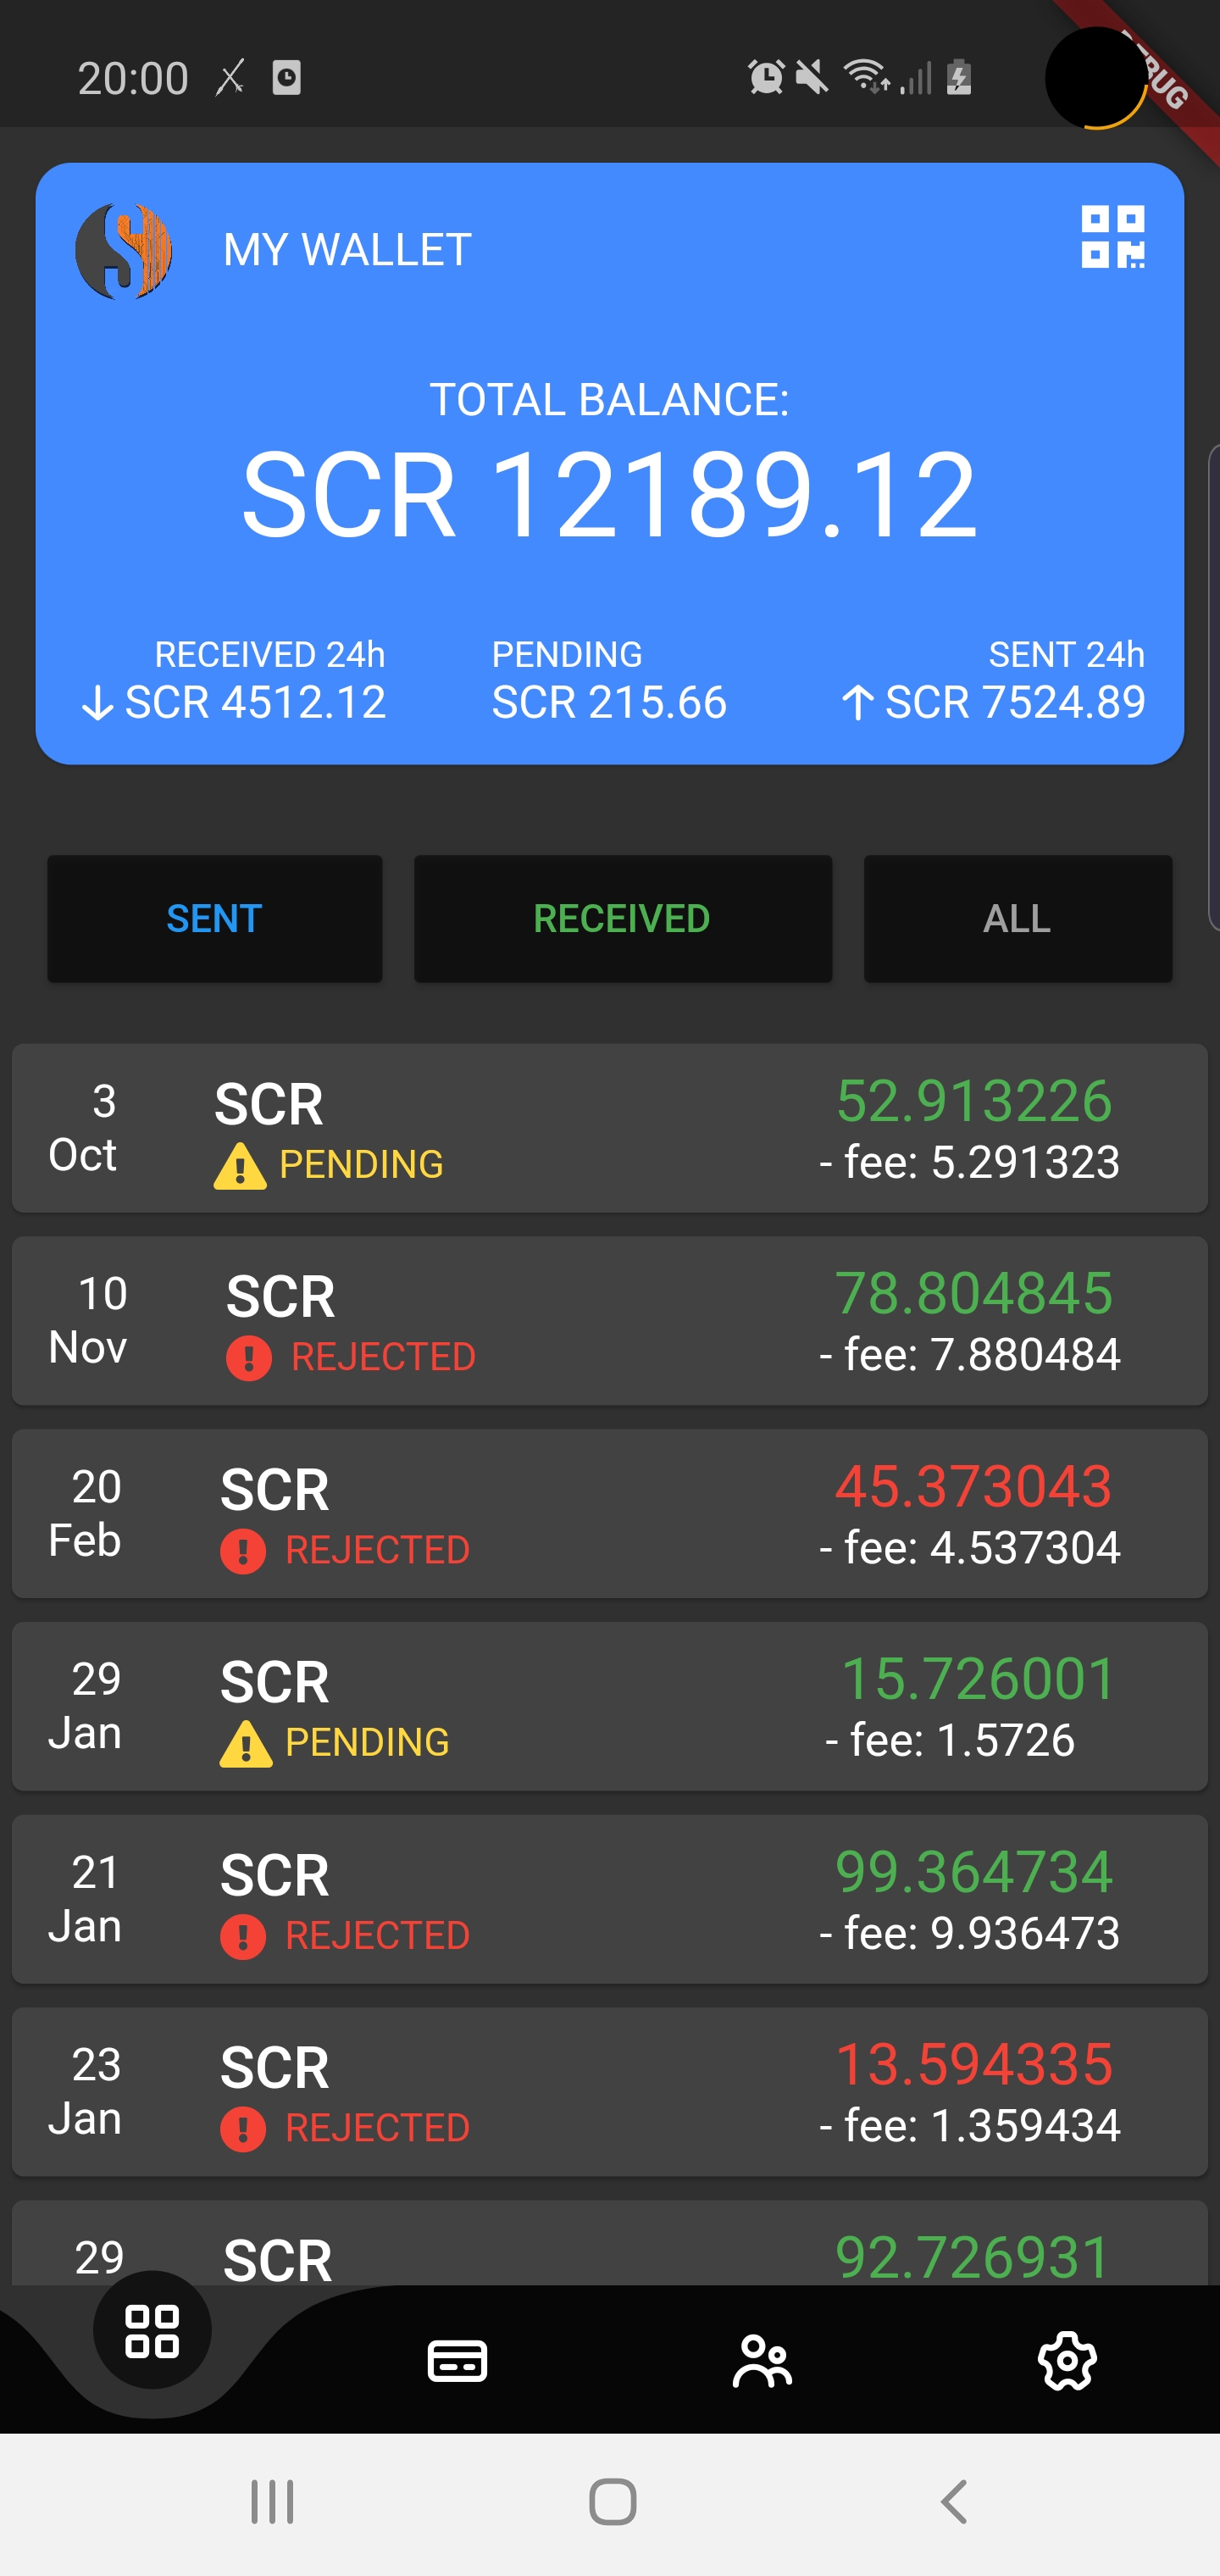 20:00
BUG
MY WALLET
TOTAL BALANCE:
SCR 12189.12
RECEIVED 24h PENDING SENT 24h
SCR 4512.12 SCR 215.66 SCR 7524.89
SENT RECEIVED ALL
3 SCR 52.913226
Oct PENDING - fee: 5.291323
10 SCR 78.804845
Nov REJECTED - fee: 7.880484
20 SCR 45.373043
Feb REJECTED - fee: 4.537304
29 SCR 15.726001
Jan PENDING - fee: 1.5726
21 SCR 99.364734
Jan REJECTED - fee: 9.936473
23 SCR 13.594335
Jan REJECTED - fee: 1.359434
29 SCR 92.726931